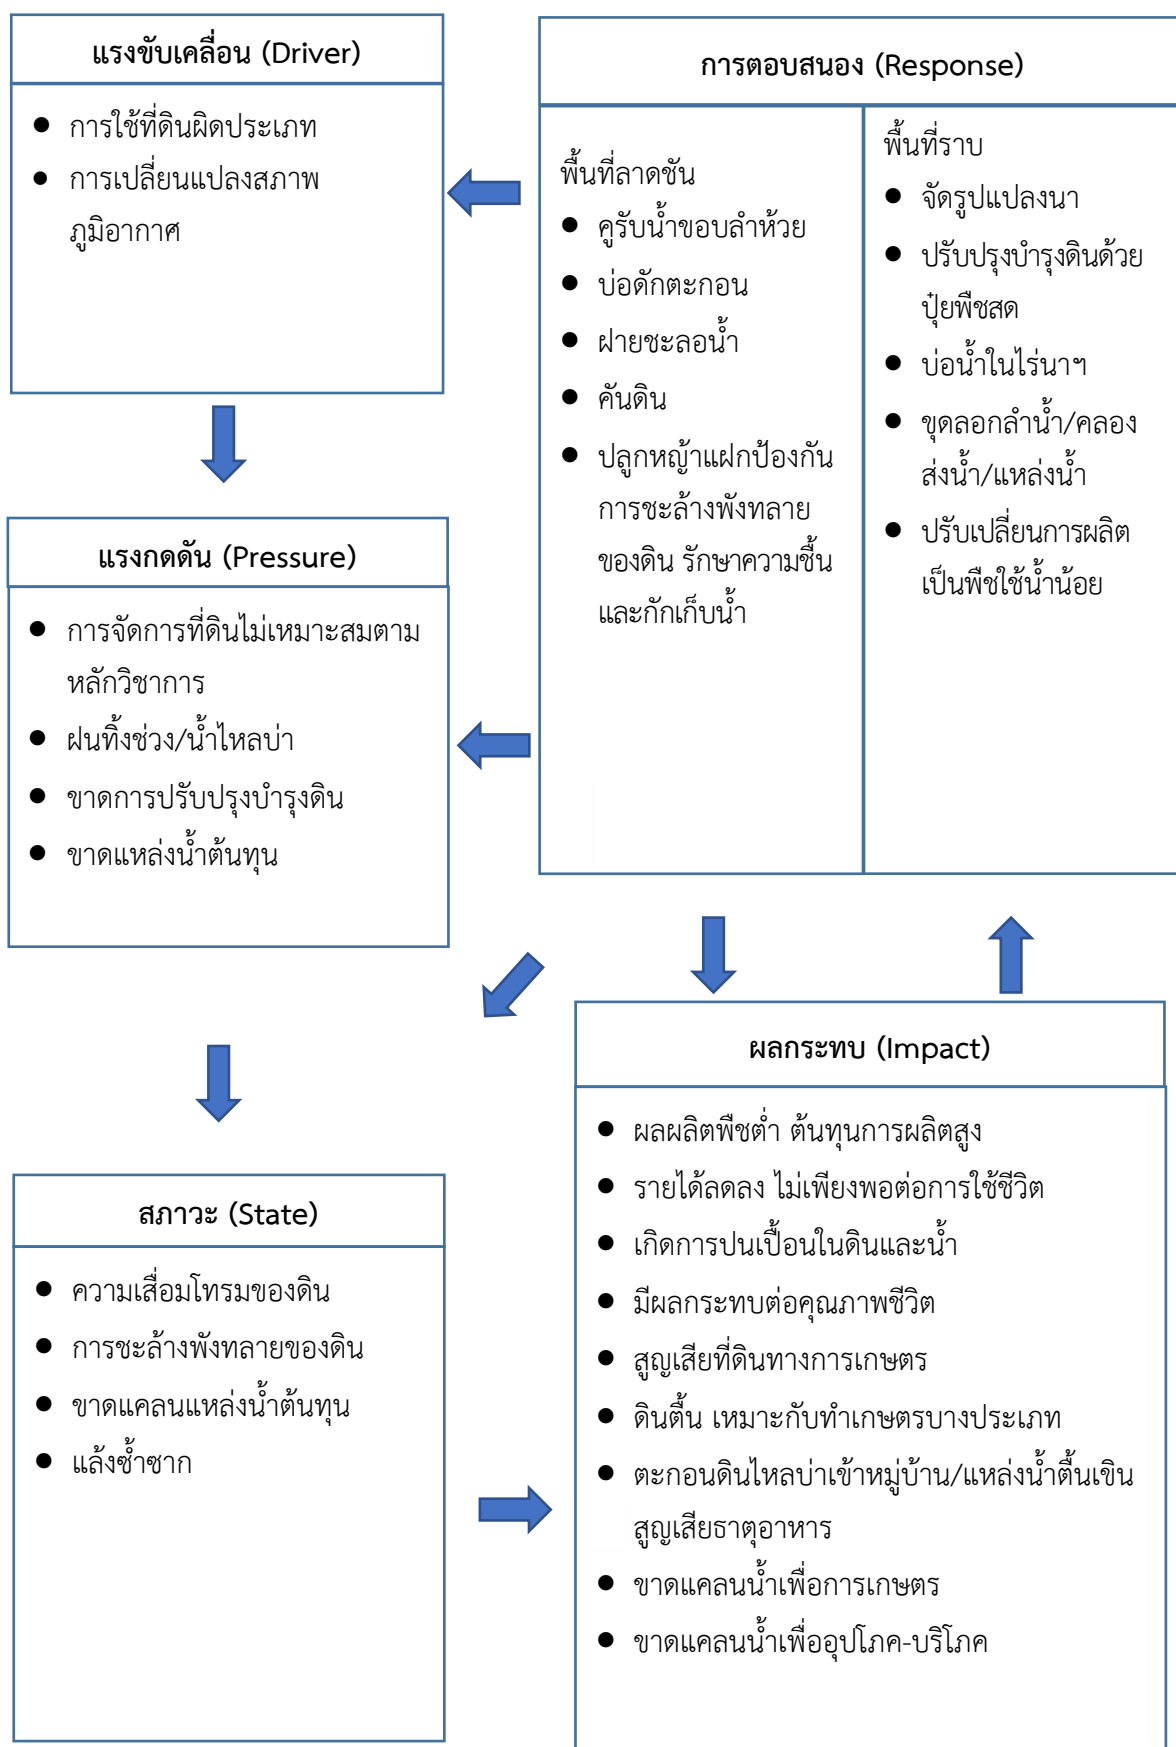 แรงขับเคลื่อน (Driver)
● การใช้ที่ดินผิดประเภท
● การเปลี่ยนแปลงสภาพ
ภูมิอากาศ
การตอบสนอง (Response)
พื้นที่ลาดชัน
● คูรับน้ำขอบลำห้วย
● บ่อดักตะกอน
● ฝายชะลอน้ำ
● คันดิน
● ปลูกหญ้าแฝกป้องกัน
การชะล้างพังทลาย
ของดิน รักษาความชื้น
และกักเก็บน้ำ
พื้นที่ราบ
● จัดรูปแปลงนา
● ปรับปรุงบำรุงดินด้วย
ปุ๋ยพืชสด
● บ่อน้ำในไร่นาฯ
● ขุดลอกลำน้ำ/คลอง
ส่งน้ำ/แหล่งน้ำ
● ปรับเปลี่ยนการผลิต
เป็นพืชใช้น้ำน้อย
แรงกดดัน (Pressure)
● การจัดการที่ดินไม่เหมาะสมตาม
หลักวิชาการ
● ฝนทิ้งช่วง/น้ำไหลบ่า
● ขาดการปรับปรุงบำรุงดิน
● ขาดแหล่งน้ำต้นทุน
สภาวะ (State)
● ความเสื่อมโทรมของดิน
● การชะล้างพังทลายของดิน
● ขาดแคลนแหล่งน้ำต้นทุน
● แล้งซ้ำซาก
ผลกระทบ (Impact)
● ผลผลิตพืชต่ำ ต้นทุนการผลิตสูง
● รายได้ลดลง ไม่เพียงพอต่อการใช้ชีวิต
● เกิดการปนเปื้อนในดินและน้ำ
● มีผลกระทบต่อคุณภาพชีวิต
● สูญเสียที่ดินทางการเกษตร
● ดินตื้น เหมาะกับทำเกษตรบางประเภท
● ตะกอนดินไหลบ่าเข้าหมู่บ้าน/แหล่งน้ำตื้นเขิน
สูญเสียธาตุอาหาร
● ขาดแคลนน้ำเพื่อการเกษตร
● ขาดแคลนน้ำเพื่ออุปโภค-บริโภค